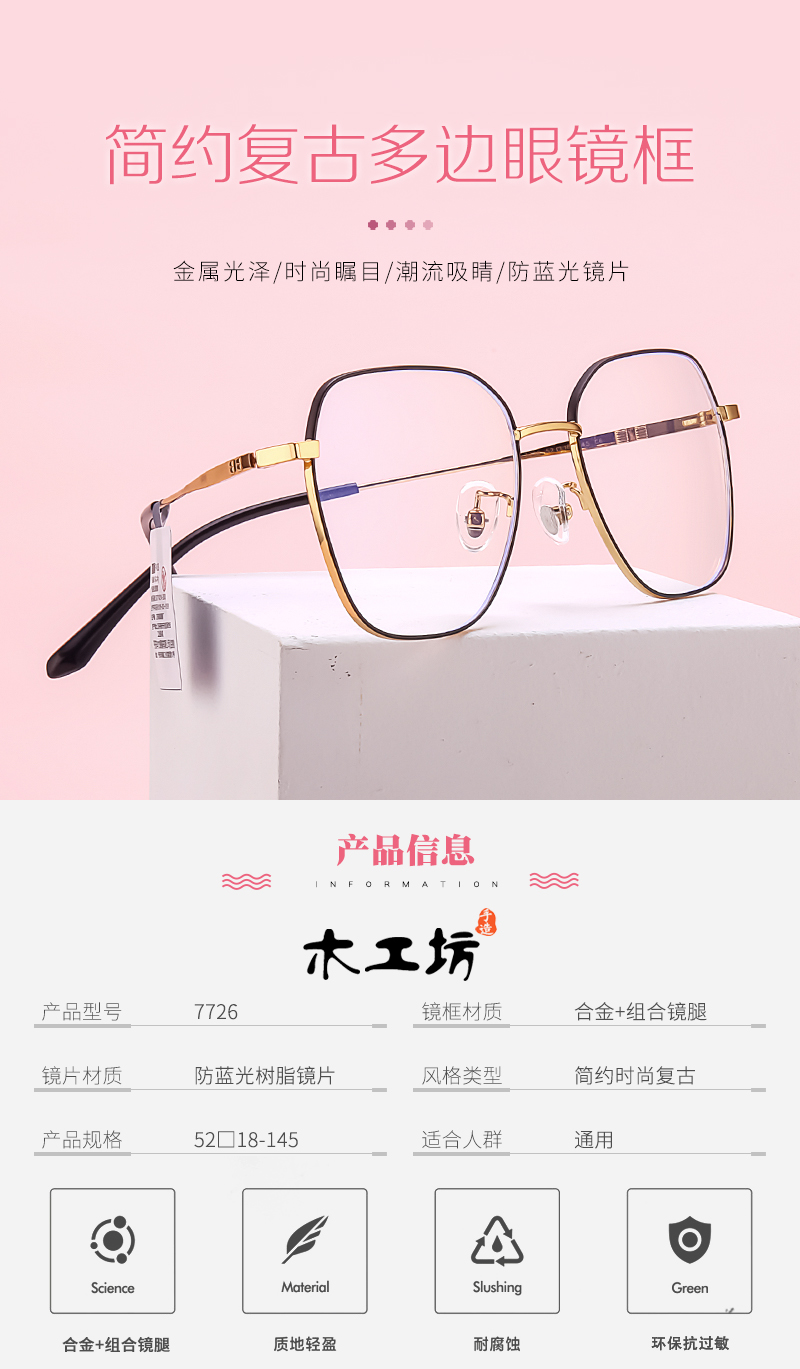 简约复古多边眼镜框
金属光泽/时尚瞩目/潮流吸睛/防蓝光镜片
产品信息
INFORMATION
木工坊
手造
产品型号 7726 镜框材质 合金+组合镜腿
镜片材质 防蓝光树脂镜片 风格类型 简约时尚复古
产品规格 52□18-145 适合人群 通用
Science Material Slushing Green
合金+组合镜腿 质地轻盈 耐腐蚀 环保抗过敏